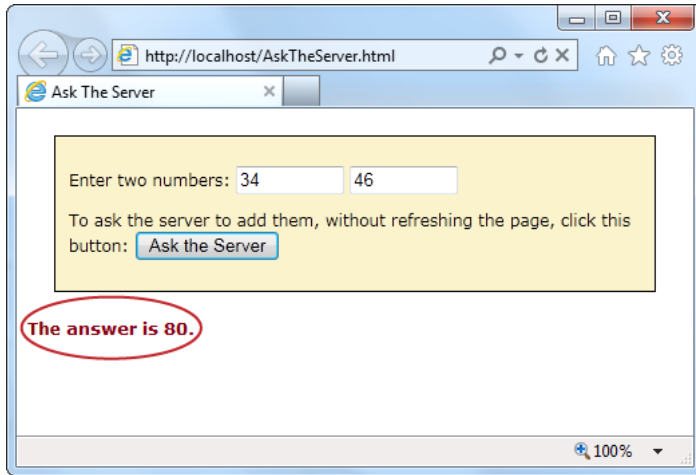 http://localhost/AskTheServer.html
Ask The Server
Enter two numbers: 34 46
To ask the server to add them, without refreshing the page, click this
button: Ask the Server
The answer is 80.
100%